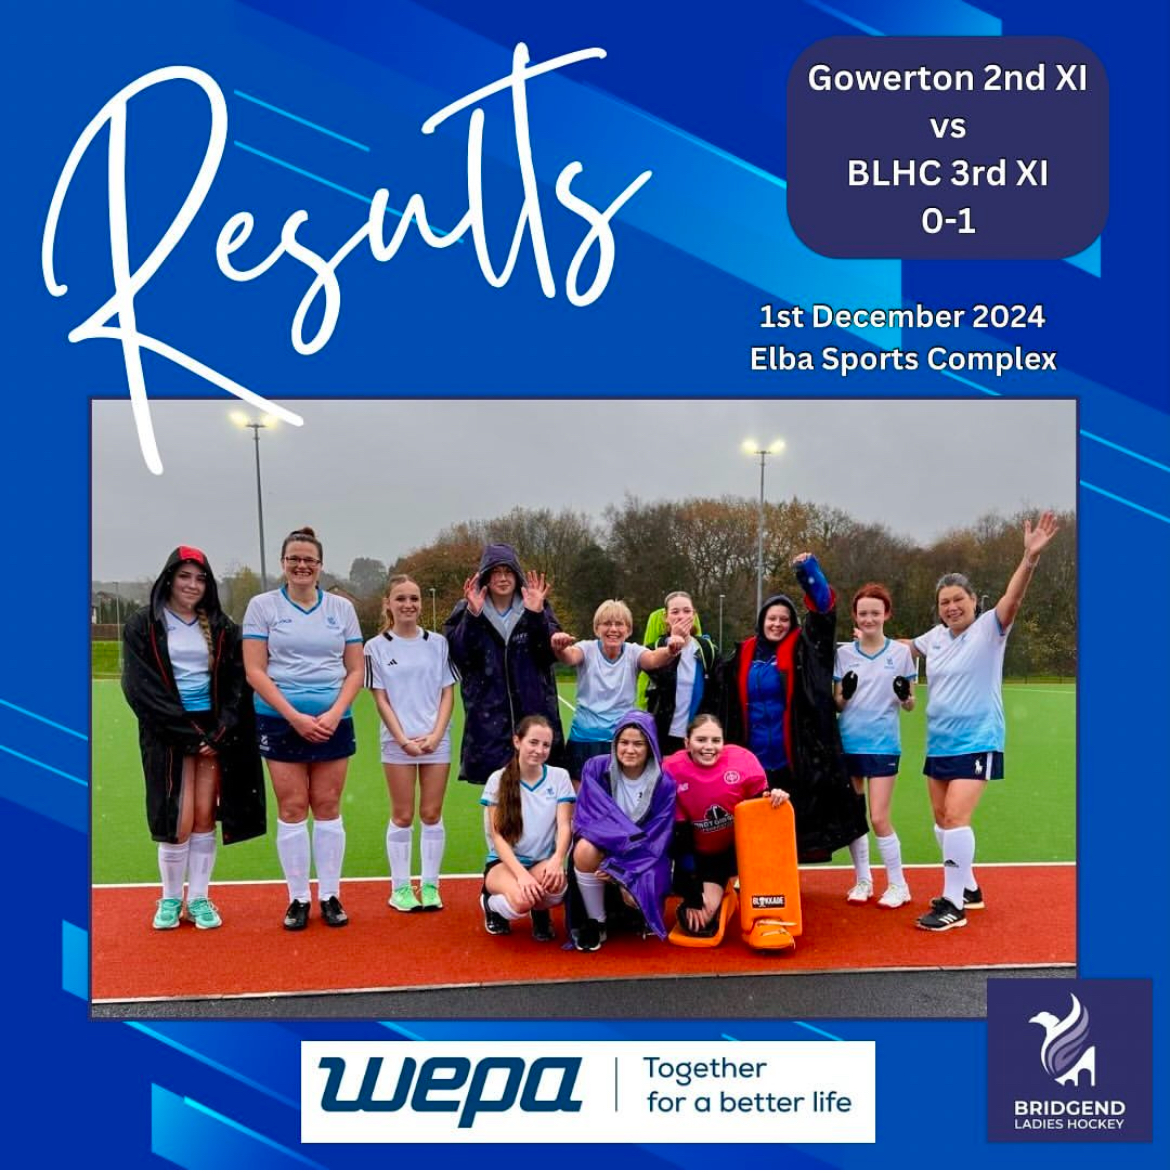 Results
Gowerton 2nd XI
vs
BLHC 3rd XI
0-1
1st December 2024
Elba Sports Complex
BLOKKADE
wepa
Together
for a better life
BRIDGEND
LADIES HOCKEY